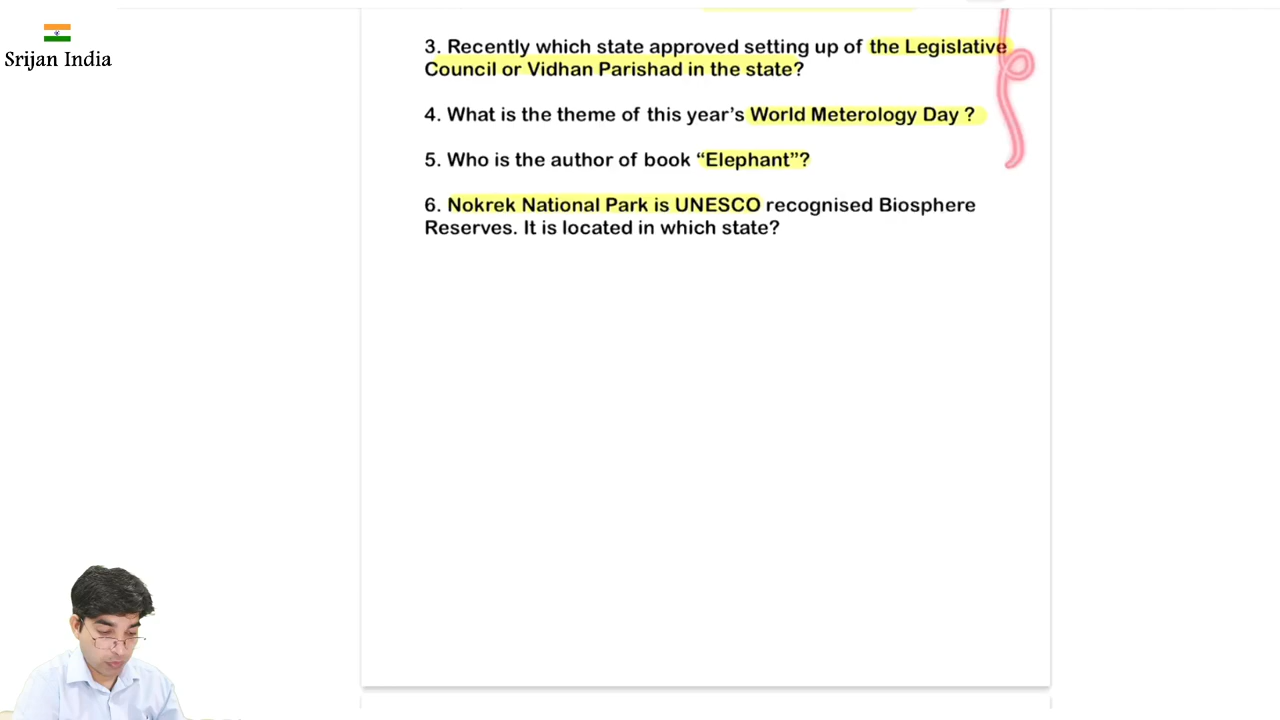 Srijan India
3. Recently which state approved setting up of the Legislative
Council or Vidhan Parishad in the state?
4. What is the theme of this year’s World Meterology Day ?
5. Who is the author of book “Elephant”?
6. Nokrek National Park is UNESCO recognised Biosphere
Reserves. It is located in which state?